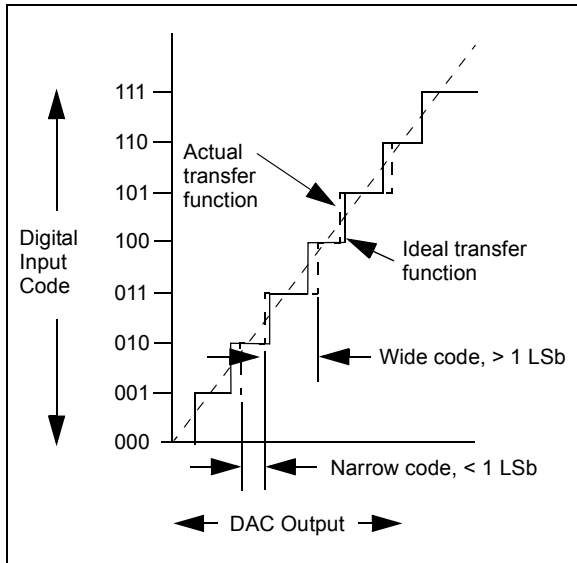 111
110
Actual
transfer
function
101
100
Digital
Input
Code
Ideal transfer
function
011
010
Wide code, > 1 LSb
001
000
Narrow code, < 1 LSb
DAC Output